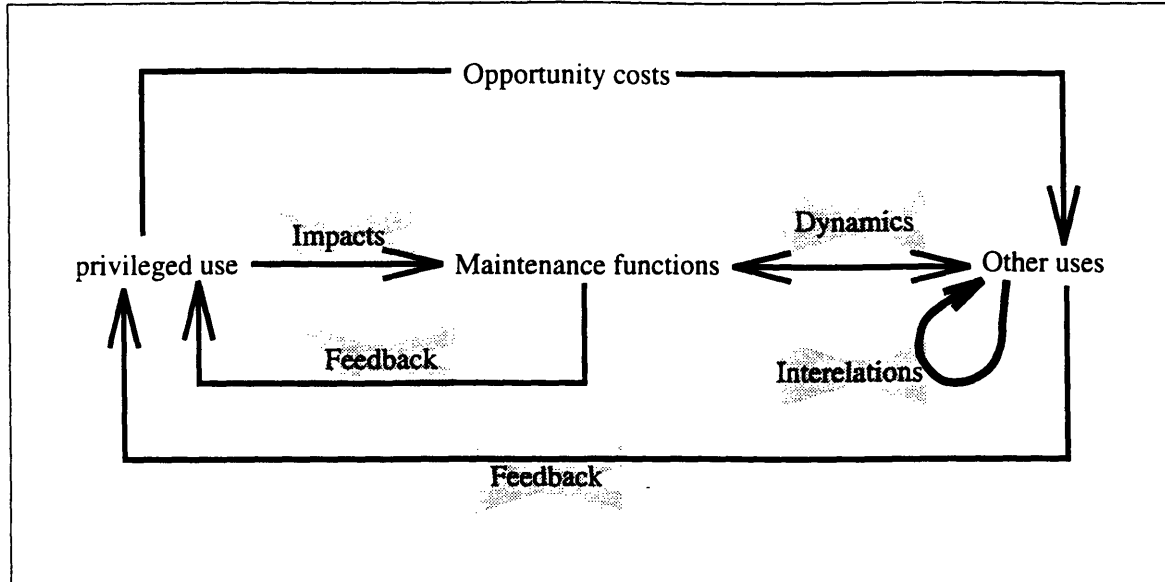 Opportunity costs
Dynamics
Impacts
privileged use
Maintenance functions
Other uses
Feedback
Interelations
Feedback